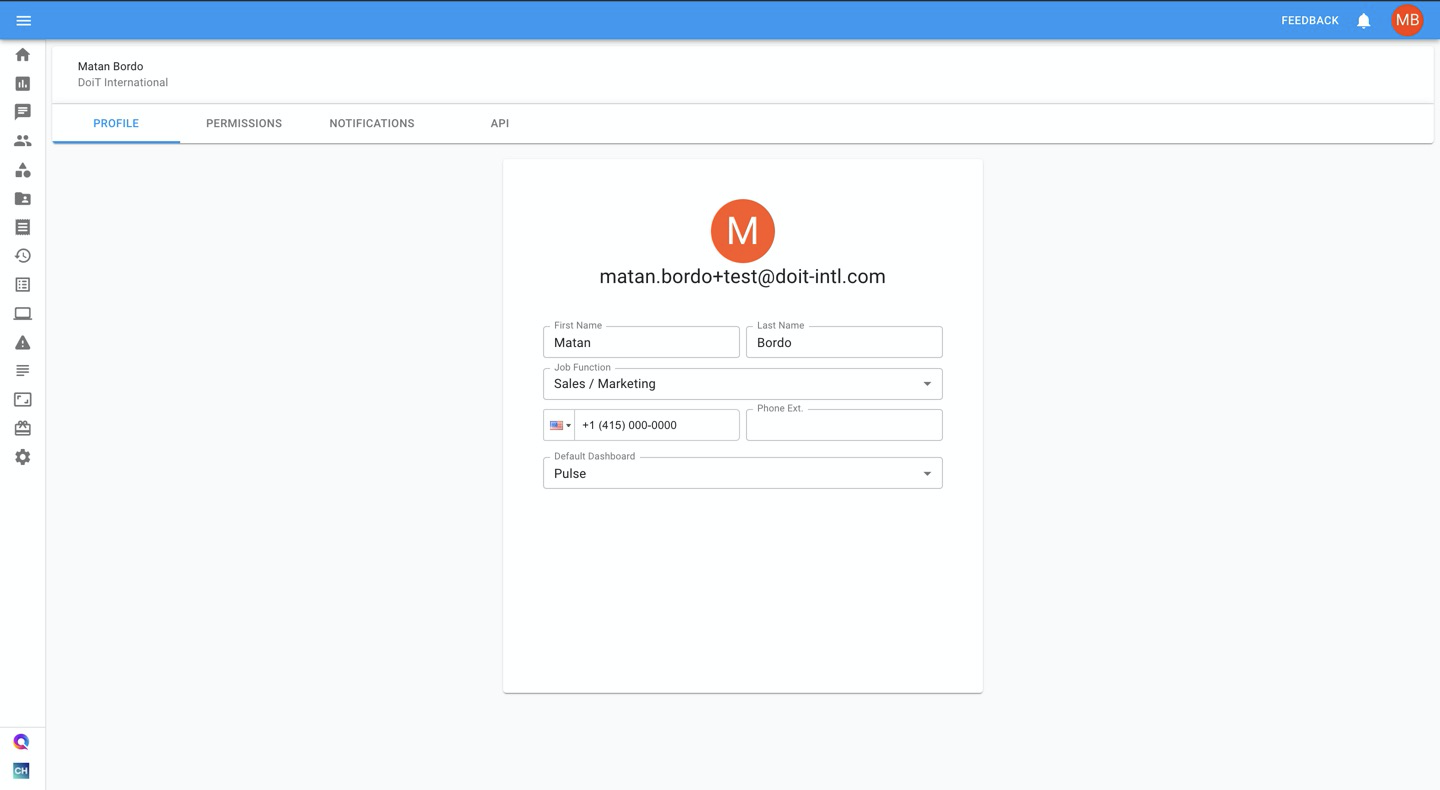 FEEDBACK
MB
Matan Bordo
DoiT International
PROFILE
PERMISSIONS
NOTIFICATIONS
API
M
matan.bordo+test@doit-intl.com
First Name
Matan
Last Name
Bordo
Job Function
Sales / Marketing
+1 (415) 000-0000
Phone Ext.
Default Dashboard
Pulse
CH